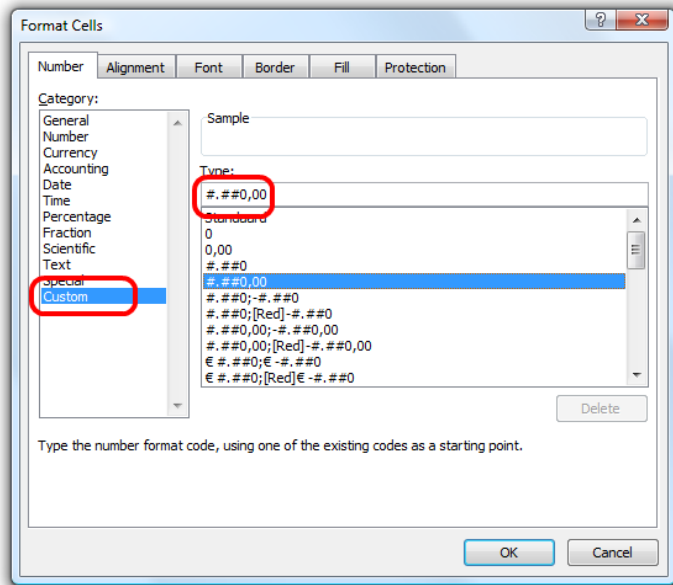 Format Cells
Number
Alignment
Font
Border
Fill
Protection
Category:
General
Number
Currency
Accounting
Date
Time
Percentage
Fraction
Scientific
Text
Special
Custom
Sample
Type:
#.##0,00
Standaard
0
0,00
#.##0
#.##0,00
#.##0;-#.##0
#.##0;[Red]-#.##0
#.##0,00;-#.##0,00
#.##0,00;[Red]-#.##0,00
€ #.##0;€ -#.##0
€ #.##0;[Red]€ -#.##0
Delete
Type the number format code, using one of the existing codes as a starting point.
OK
Cancel